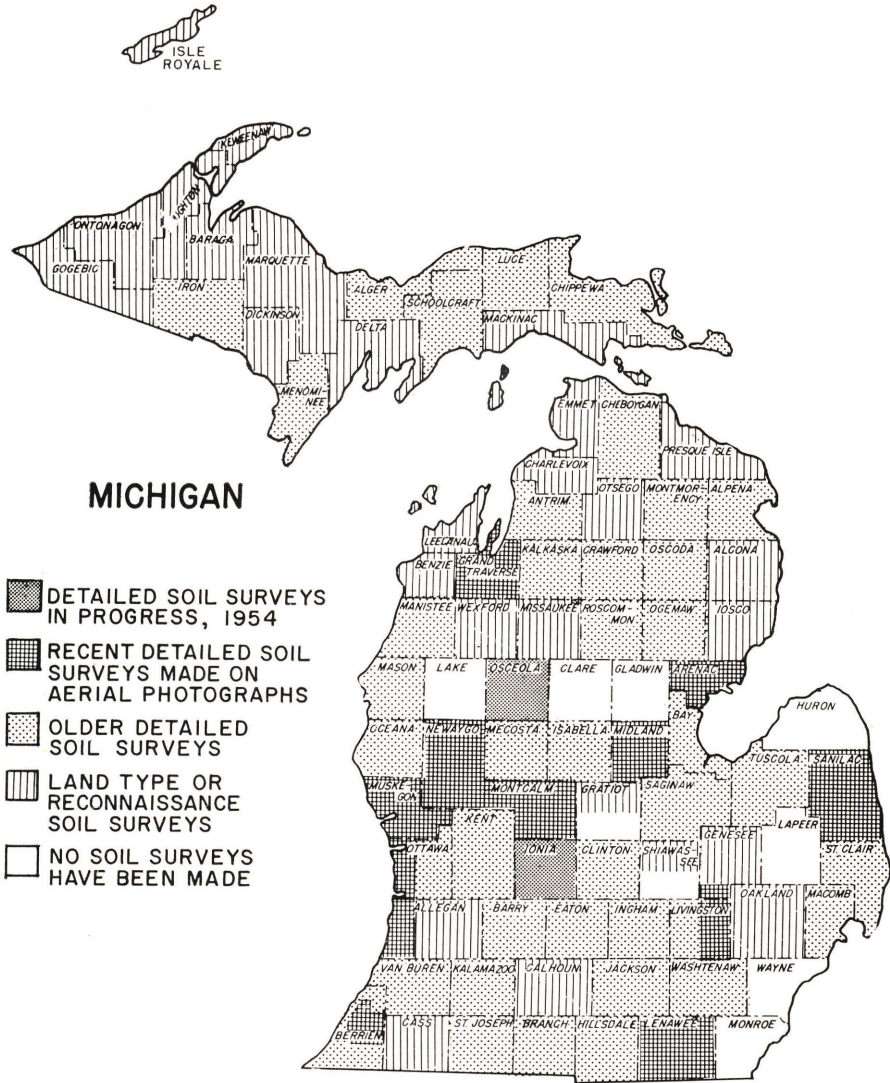 ISLE
ROYALE
KEWEENAW
ONTONAGON
BARAGA
GOGEBIC
MARQUETTE
IRON
LUCE
ALGER
CHIPPEWA
SCHOOLCRAFT
DICKINSON
DELTA
MACKINAC
MENOMI-
NEE
EMMET
CHEBOYGAN
PRESQUE ISLE
CHARLEVOIX
MICHIGAN
ANTRIM
OTSEGO
MONTMOR-
ENCY
ALPENA
LEELANAU
BENZIE
GRAND
TRAVERSE
KALKASKA
CRAWFORD
OSCODA
ALCONA
DETAILED SOIL SURVEYS
IN PROGRESS, 1954
MANISTEE
WEXFORD
MISSAUKEE
ROSCOM-
MON
OGEMAW
IOSCO
RECENT DETAILED SOIL
SURVEYS MADE ON
AERIAL PHOTOGRAPHS
MASON
LAKE
OSCEOLA
CLARE
GLADWIN
ARENAC
HURON
BAY
OLDER DETAILED
SOIL SURVEYS
OCEANA
NEWAYGO
MECOSTA
ISABELLA
MIDLAND
TUSCOLA
SANILAC
LAND TYPE OR
RECONNAISSANCE
SOIL SURVEYS
MUSKE-
GON
MONTCALM
GRATIOT
SAGINAW
KENT
LAPEER
GENESEE
NO SOIL SURVEYS
HAVE BEEN MADE
OTTAWA
IONIA
CLINTON
SHIAWAS-
SEE
ST. CLAIR
ALLEGAN
BARRY
EATON
INGHAM
LIVINGSTON
OAKLAND
MACOMB
VAN BUREN
KALAMAZOO
CALHOUN
JACKSON
WASHTENAW
WAYNE
BERRIEN
CASS
ST. JOSEPH
BRANCH
HILLSDALE
LENAWEE
MONROE